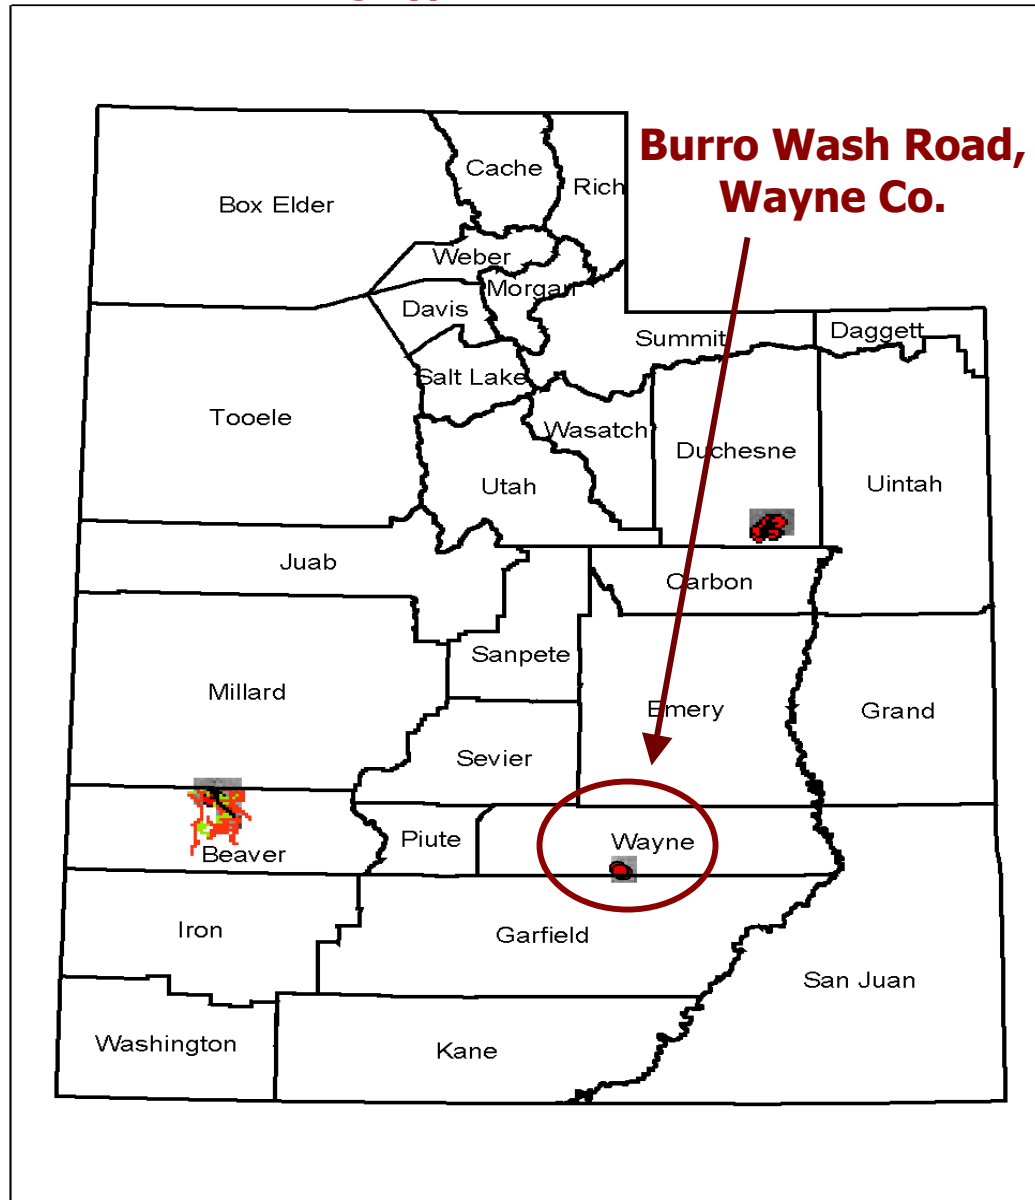 Burro Wash Road,
Wayne Co.
Cache
Rich
Box Elder
Weber
Morgan
Davis
Summit
Daggett
Salt Lake
Tooele
Wasatch
Duchesne
Utah
Uintah
Juab
Carbon
Sanpete
Millard
Emery
Grand
Sevier
Piute
Wayne
Beaver
Iron
Garfield
San Juan
Washington
Kane